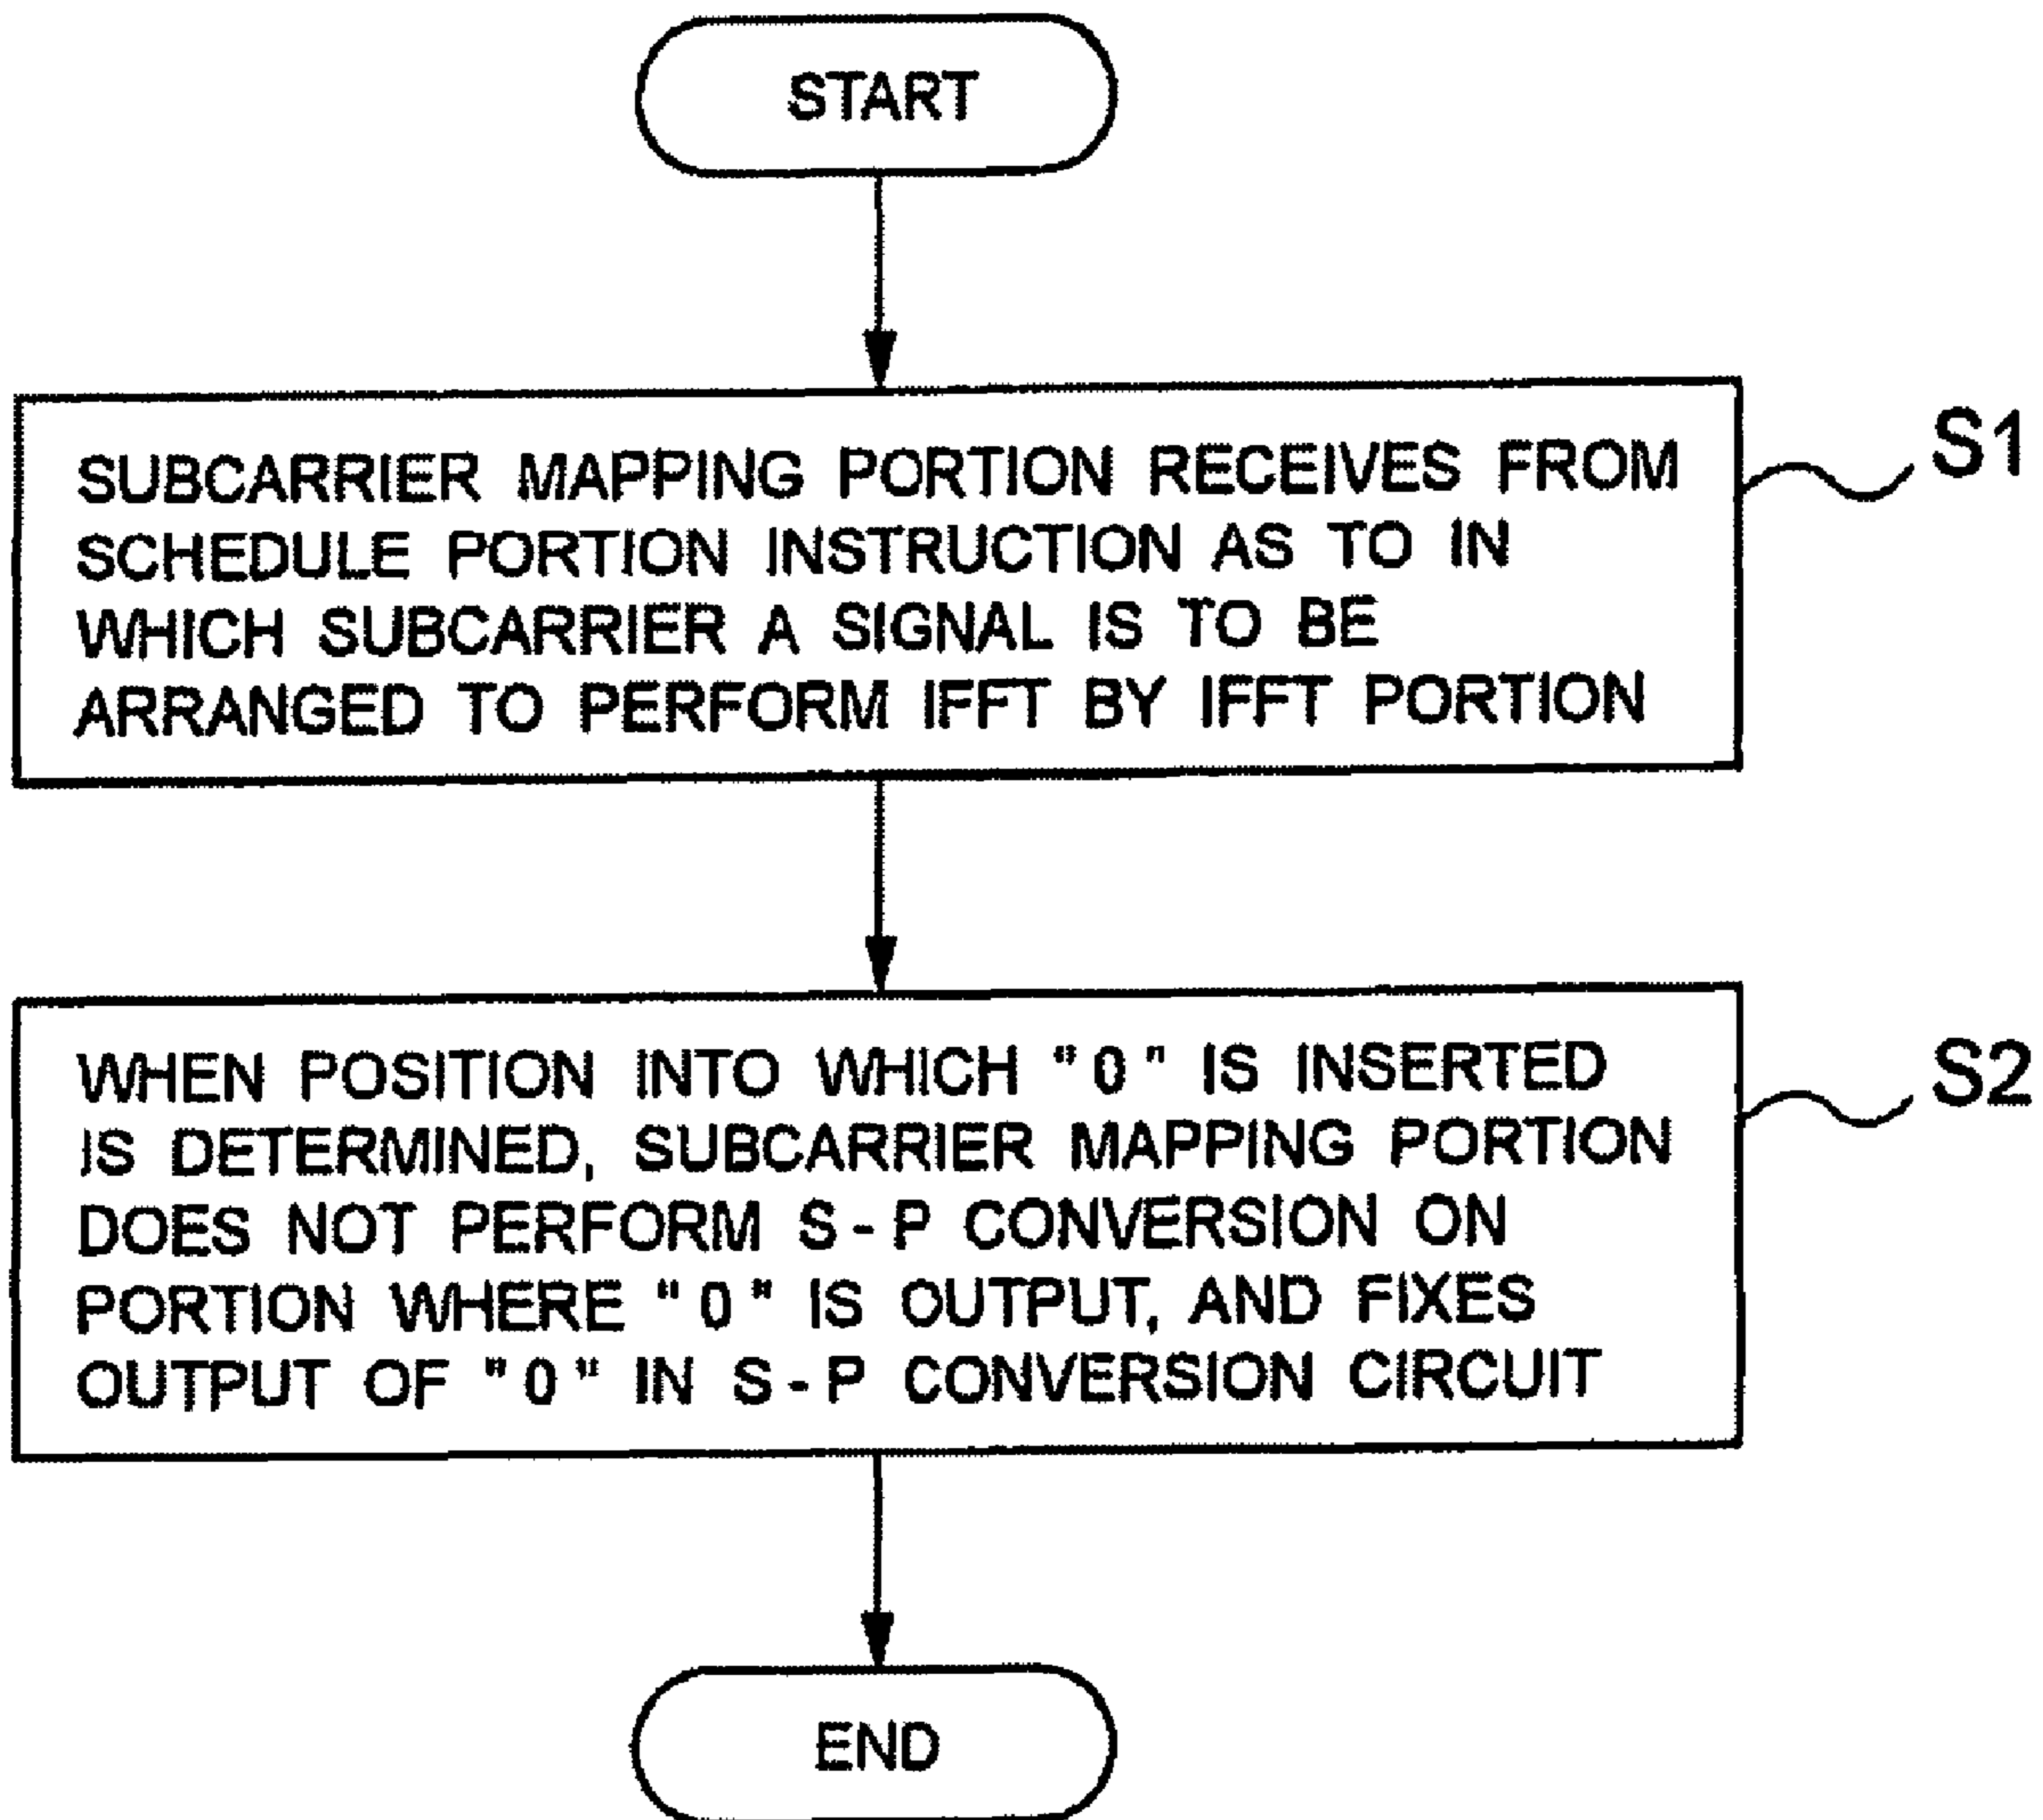 START
SUBCARRIER MAPPING PORTION RECEIVES FROM
SCHEDULE PORTION INSTRUCTION AS TO IN
WHICH SUBCARRIER A SIGNAL IS TO BE
ARRANGED TO PERFORM IFFT BY IFFT PORTION
S1
WHEN POSITION INTO WHICH "0" IS INSERTED
IS DETERMINED, SUBCARRIER MAPPING PORTION
DOES NOT PERFORM S-P CONVERSION ON
PORTION WHERE "0" IS OUTPUT, AND FIXES
OUTPUT OF "0" IN S-P CONVERSION CIRCUIT
S2
END